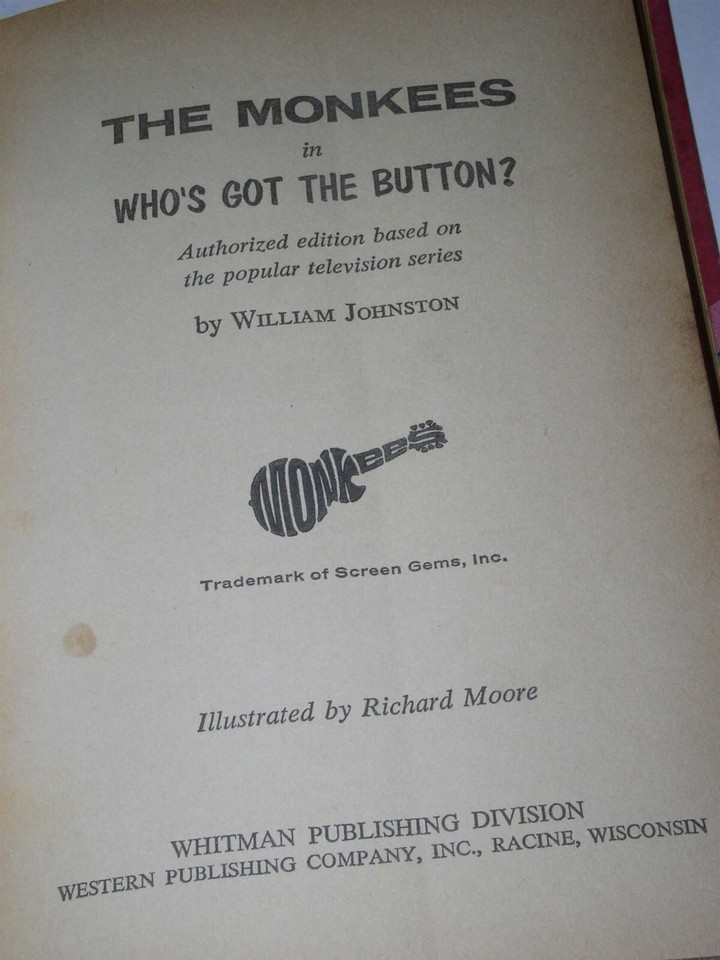 THE MONKEES
in
WHO'S GOT THE BUTTON?
Authorized edition based on
the popular television series
by WILLIAM JOHNSTON
MONKEES
Trademark of Screen Gems, Inc.
Illustrated by Richard Moore
WHITMAN PUBLISHING DIVISION
WESTERN PUBLISHING COMPANY, INC., RACINE, WISCONSIN